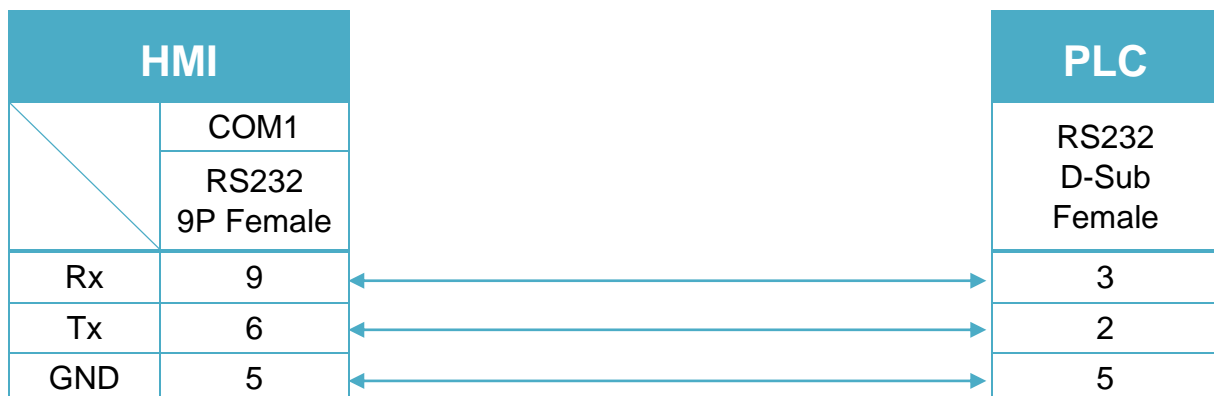 HMI
PLC
COM1
RS232
9P Female
RS232
D-Sub
Female
Rx 9 3
Tx 6 2
GND 5 5